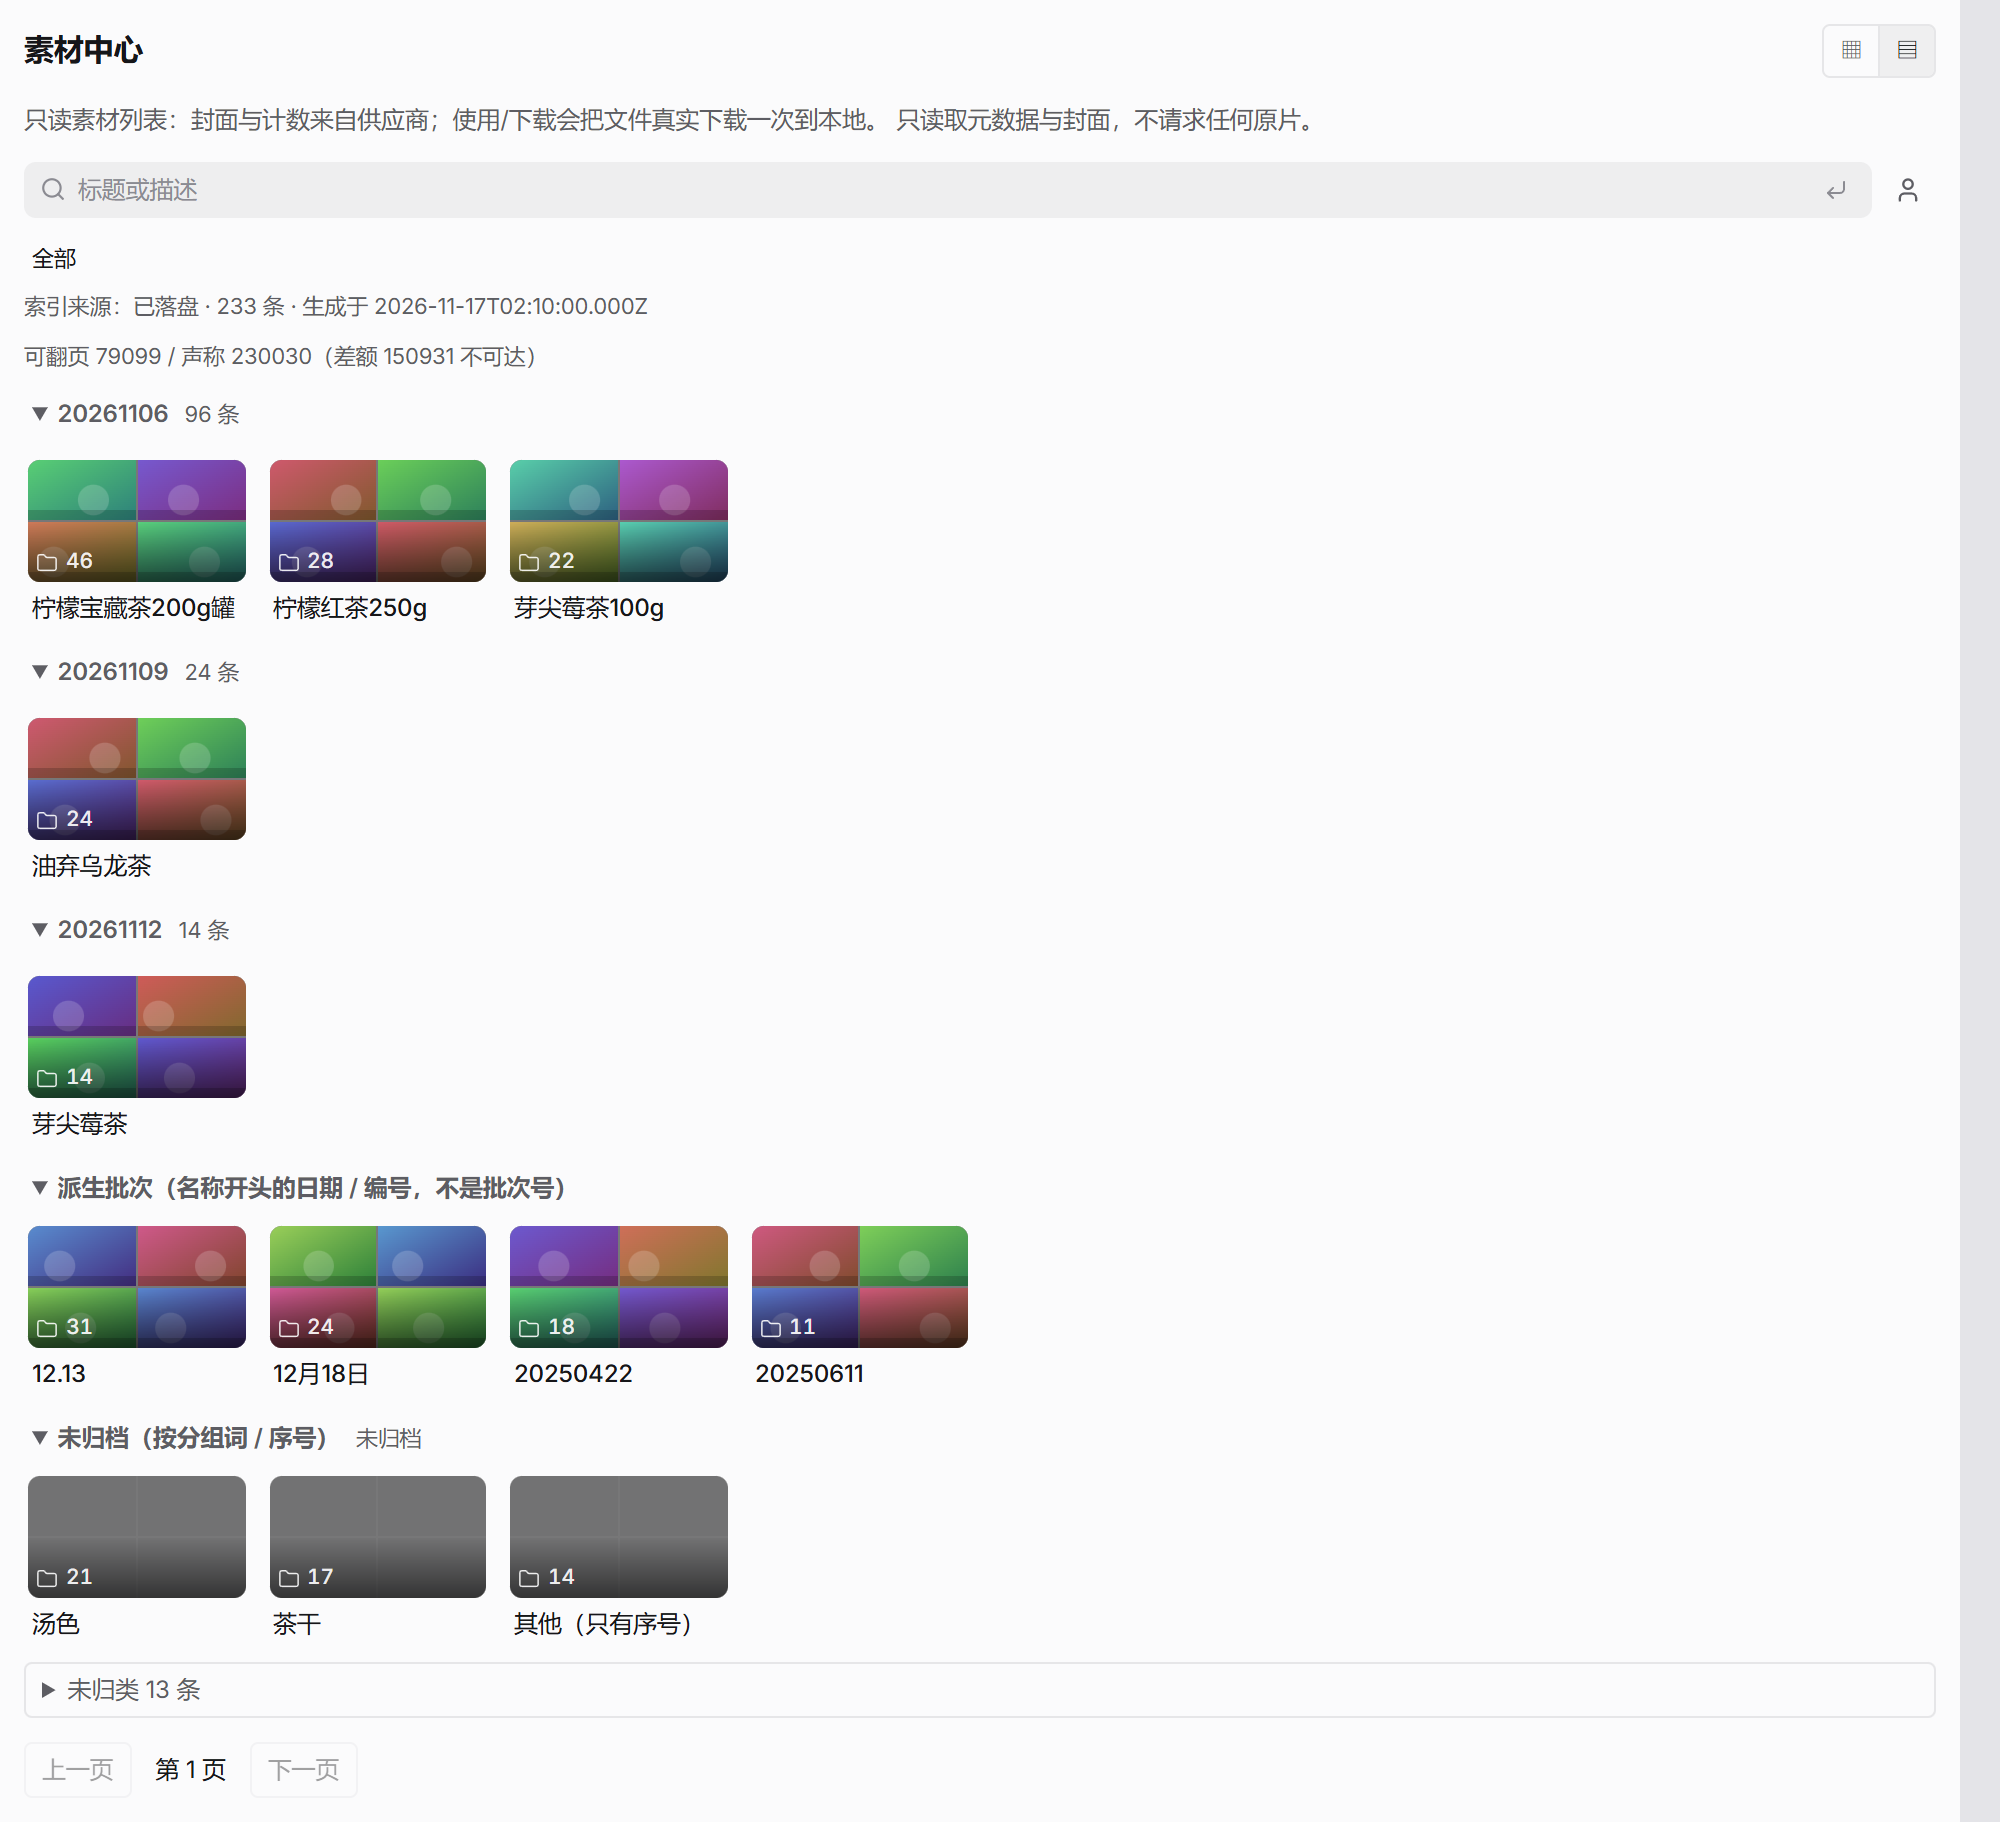 素材中心
只读素材列表：封面与计数来自供应商；使用/下载会把文件真实下载一次到本地。 只读取元数据与封面，不请求任何原片。
标题或描述
全部
索引来源：已落盘 · 233 条 · 生成于 2026-11-17T02:10:00.000Z
可翻页 79099 / 声称 230030（差额 150931 不可达）
20261106 96 条
46 28 22
柠檬宝藏茶200g罐 柠檬红茶250g 芽尖莓茶100g
20261109 24 条
24
油弃乌龙茶
20261112 14 条
14
芽尖莓茶
派生批次（名称开头的日期 / 编号，不是批次号）
31 24 18 11
12.13 12月18日 20250422 20250611
未归档（按分组词 / 序号） 未归档
21 17 14
汤色 茶干 其他（只有序号）
未归类 13 条
上一页 第 1 页 下一页